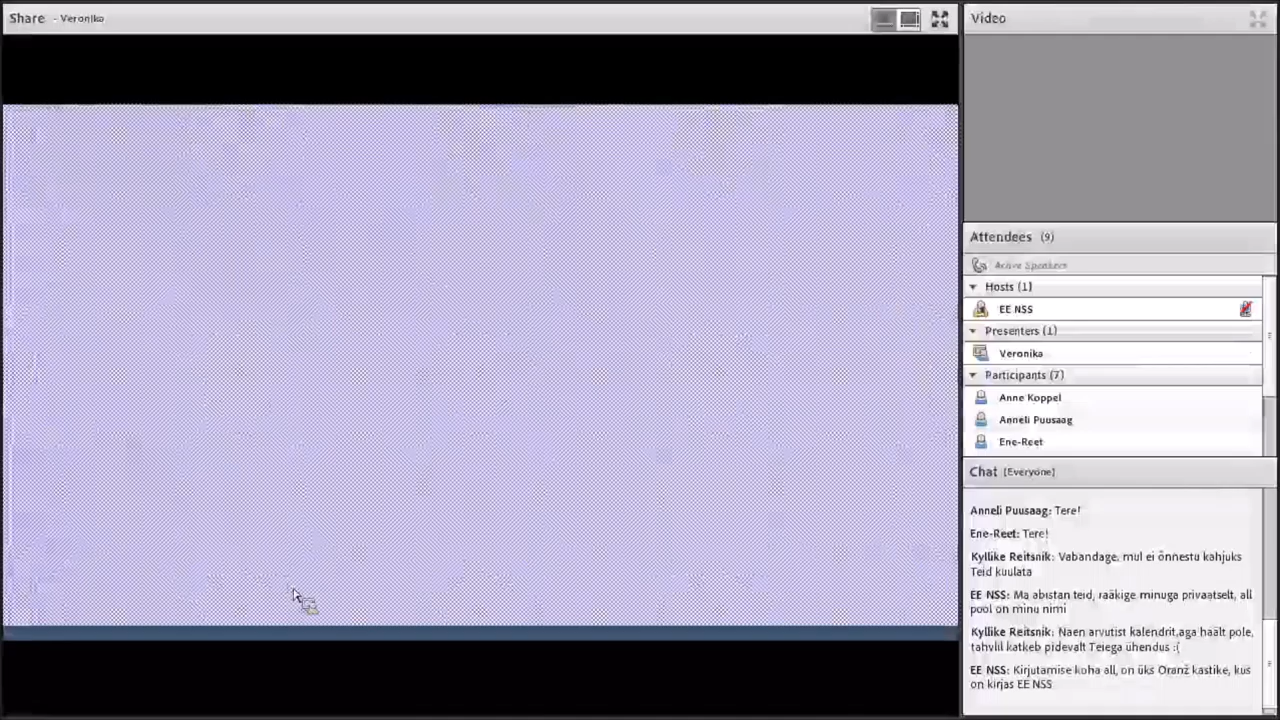 Share - Veronika
Video
Attendees (9)
Active Speakers
Hosts (1)
EE NSS
Presenters (1)
Veronika
Participants (7)
Anne Koppel
Anneli Puusaag
Ene-Reet
Chat (Everyone)
Anneli Puusaag: Tere!
Ene-Reet: Tere!
Kyllike Reitsnik: Vabandage, mul ei õnnestu kahjuks
Teid kuulata
EE NSS: Ma abistan teid, rääkige minuga privaatselt, all
pool on minu nimi
Kyllike Reitsnik: Näen arvutist kalendrit,aga häält pole,
tahvlil katkeb pidevalt Teiega ühendus :(
EE NSS: Kirjutamise koha all, on üks Oranž kastike, kus
on kirjas EE NSS